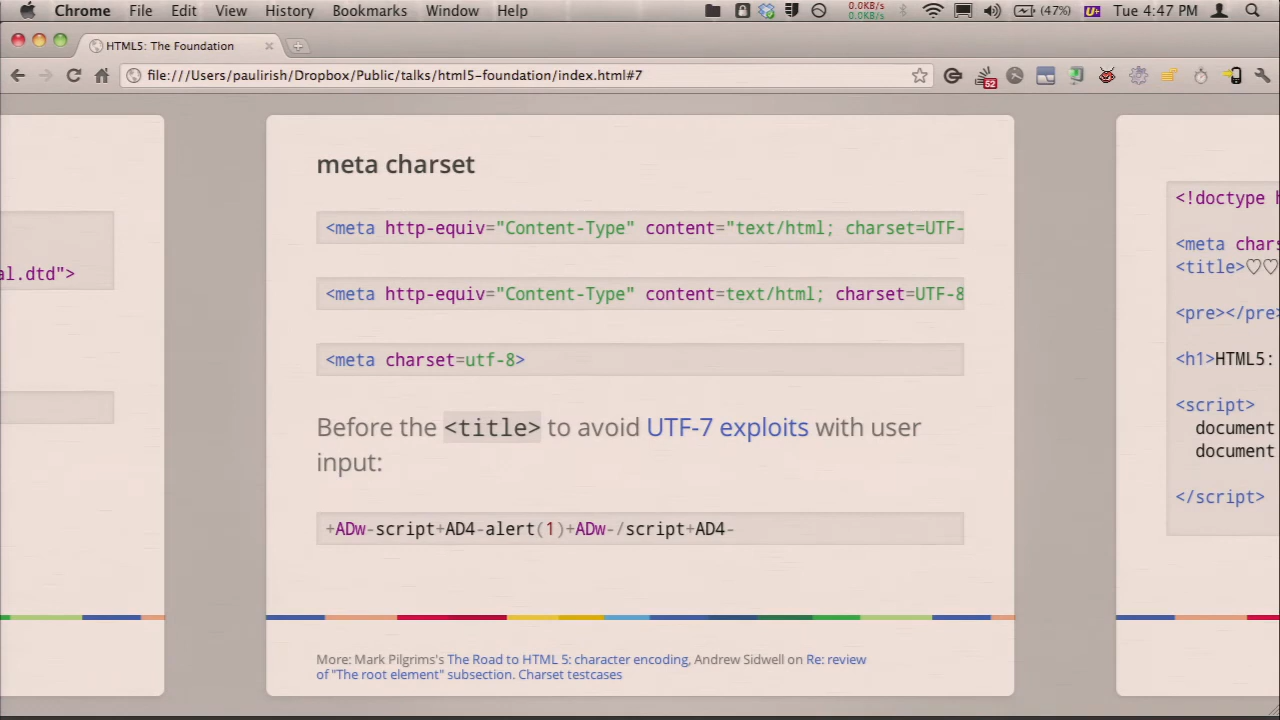 Chrome File Edit View History Bookmarks Window Help 0.0KB/s 0.0KB/s (47%) U+ Tue 4:47 PM
HTML5: The Foundation
file:///Users/paulirish/Dropbox/Public/talks/html5-foundation/index.html#7 52
al.dtd">
meta charset
<meta http-equiv="Content-Type" content="text/html; charset=UTF-
<meta http-equiv="Content-Type" content=text/html; charset=UTF-8
<meta charset=utf-8>
Before the <title> to avoid UTF-7 exploits with user
input:
+ADw-script+AD4-alert(1)+ADw-/script+AD4-
More: Mark Pilgrims's The Road to HTML 5: character encoding, Andrew Sidwell on Re: review
of "The root element" subsection. Charset testcases
<!doctype h
<meta chars
<title>♡♡
<pre></pre>
<h1>HTML5:
<script>
document
document
</script>